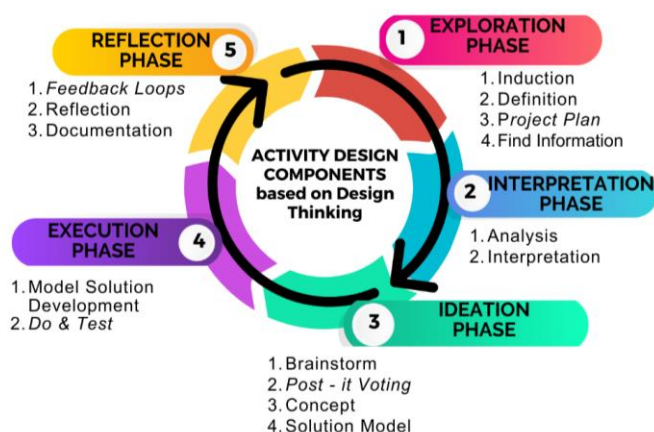 ACTIVITY DESIGN
COMPONENTS
based on Design
Thinking
1
EXPLORATION
PHASE
1. Induction
2. Definition
3. Project Plan
4. Find Information
2
INTERPRETATION
PHASE
1. Analysis
2. Interpretation
3
IDEATION
PHASE
1. Brainstorm
2. Post - it Voting
3. Concept
4. Solution Model
4
EXECUTION
PHASE
1. Model Solution
Development
2. Do & Test
5
REFLECTION
PHASE
1. Feedback Loops
2. Reflection
3. Documentation